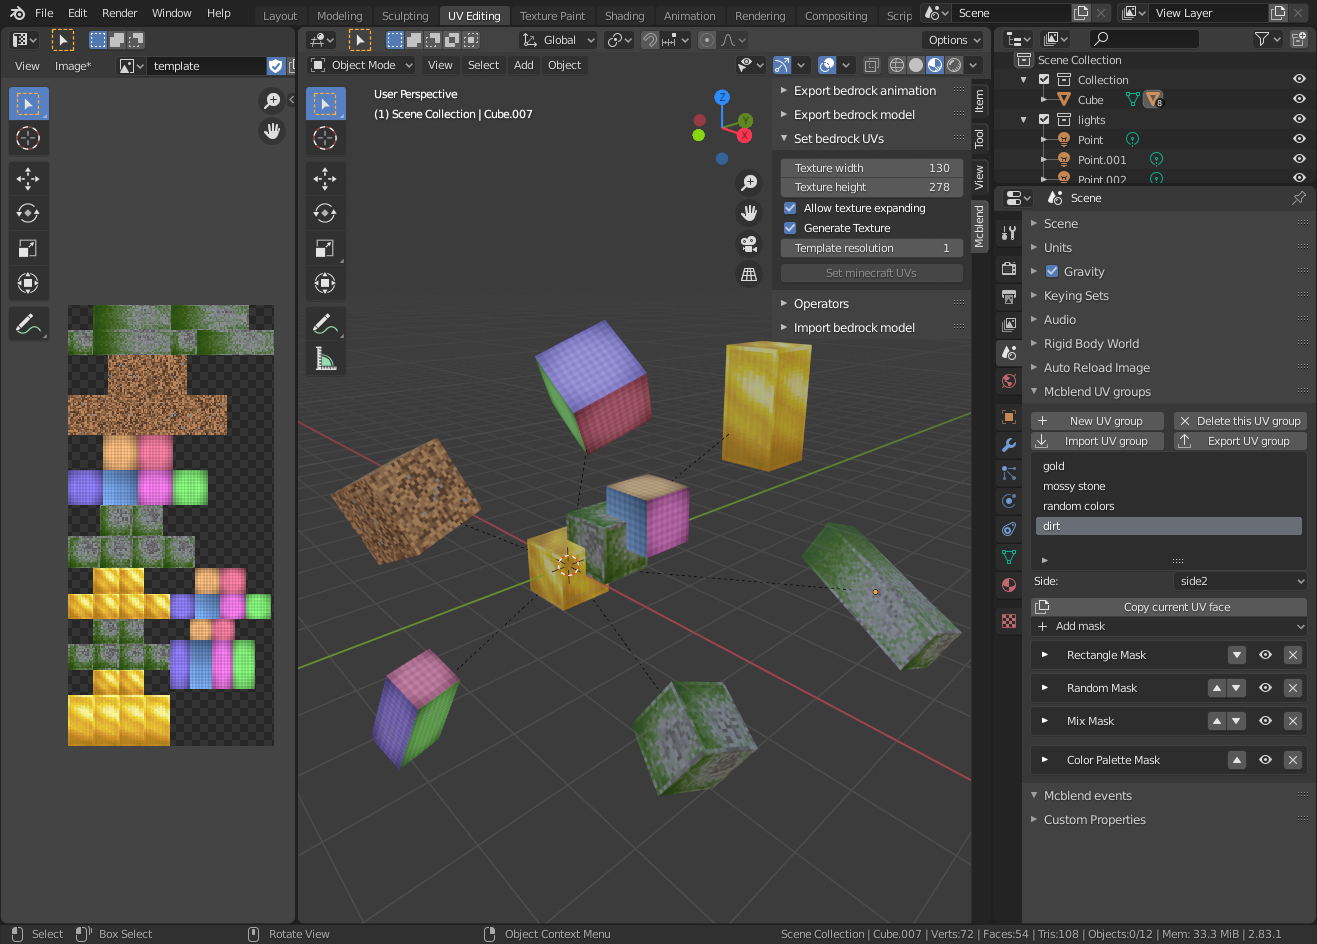 File Edit Render Window Help
Layout Modeling Sculpting UV Editing Texture Paint Shading Animation Rendering Compositing Scrip
Scene
View Layer
View Image*
template
Global
Options
Object Mode
View Select Add Object
User Perspective
(1) Scene Collection | Cube.007
Z
Y
X
Export bedrock animation
Export bedrock model
Set bedrock UVs
Texture width 130
Texture height 278
Allow texture expanding
Generate Texture
Template resolution 1
Set minecraft UVs
Operators
Import bedrock model
Item
Tool
View
Mcblend
Scene Collection
Collection
Cube
8
lights
Point
Point.001
Point.002
Scene
Scene
Units
Gravity
Keying Sets
Audio
Rigid Body World
Auto Reload Image
Mcblend UV groups
New UV group
Delete this UV group
Import UV group
Export UV group
gold
mossy stone
random colors
dirt
Side:
side2
Copy current UV face
Add mask
Rectangle Mask
Random Mask
Mix Mask
Color Palette Mask
Mcblend events
Custom Properties
Select
Box Select
Rotate View
Object Context Menu
Scene Collection | Cube.007 | Verts:72 | Faces:54 | Tris:108 | Objects:0/12 | Mem: 33.3 MiB | 2.83.1